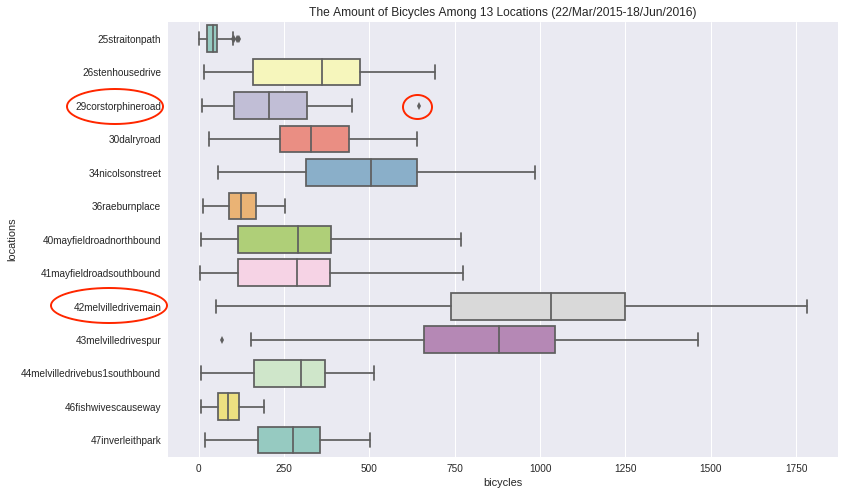 The Amount of Bicycles Among 13 Locations (22/Mar/2015-18/Jun/2016)
locations
25straitonpath
26stenhousedrive
29corstorphineroad
30dalryroad
34nicolsonstreet
36raeburnplace
40mayfieldroadnorthbound
41mayfieldroadsouthbound
42melvilledrivemain
43melvilledrivespur
44melvilledrivebus1southbound
46fishwivescauseway
47inverleithpark
0 250 500 750 1000 1250 1500 1750
bicycles